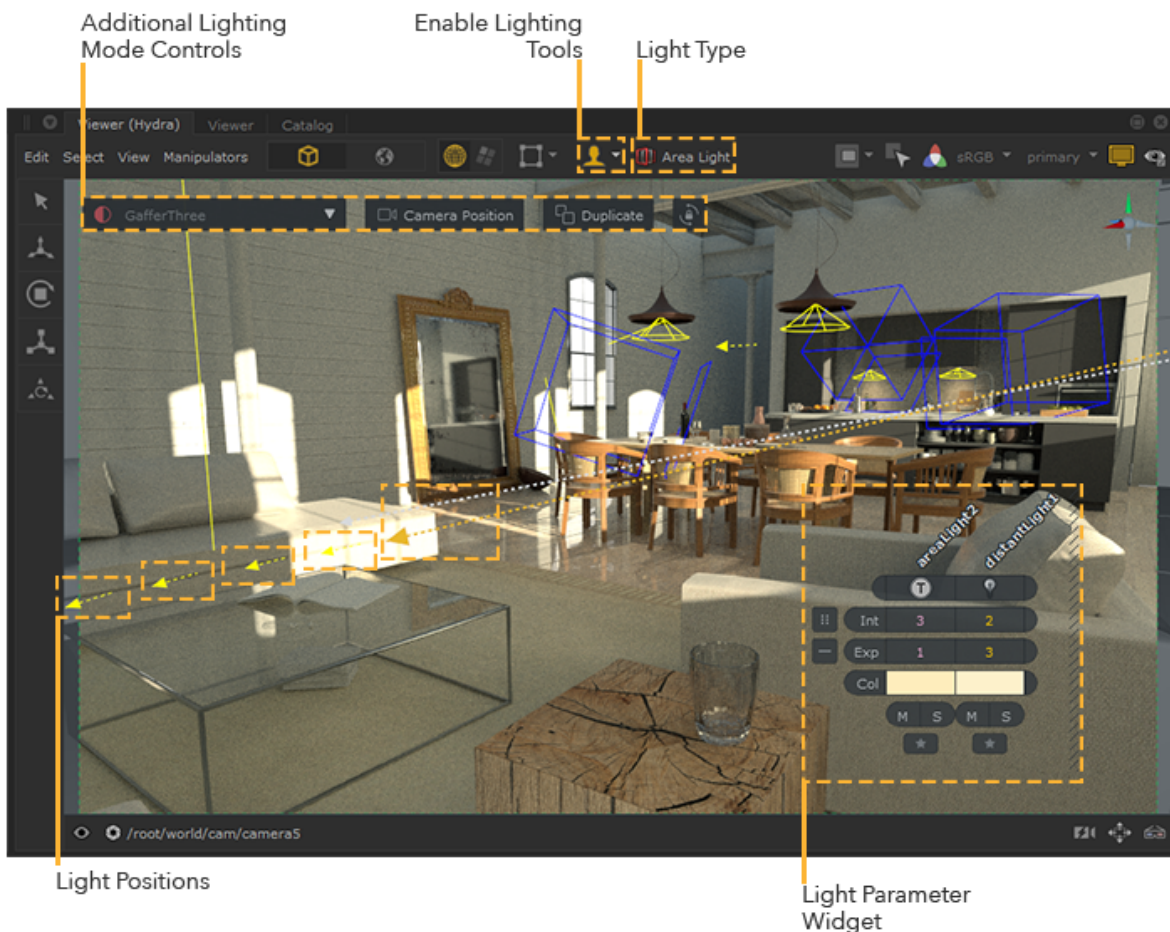 Additional Lighting
Mode Controls
Enable Lighting
Tools
Light Type
Viewer (Hydra) Viewer Catalog
Edit Select View Manipulators Area Light sRGB primary
GafferThree Camera Position Duplicate
areaLight2 distantLight1
T
Int 3 2
Exp 1 3
Col
M S M S
/root/world/cam/camera5
Light Positions
Light Parameter
Widget